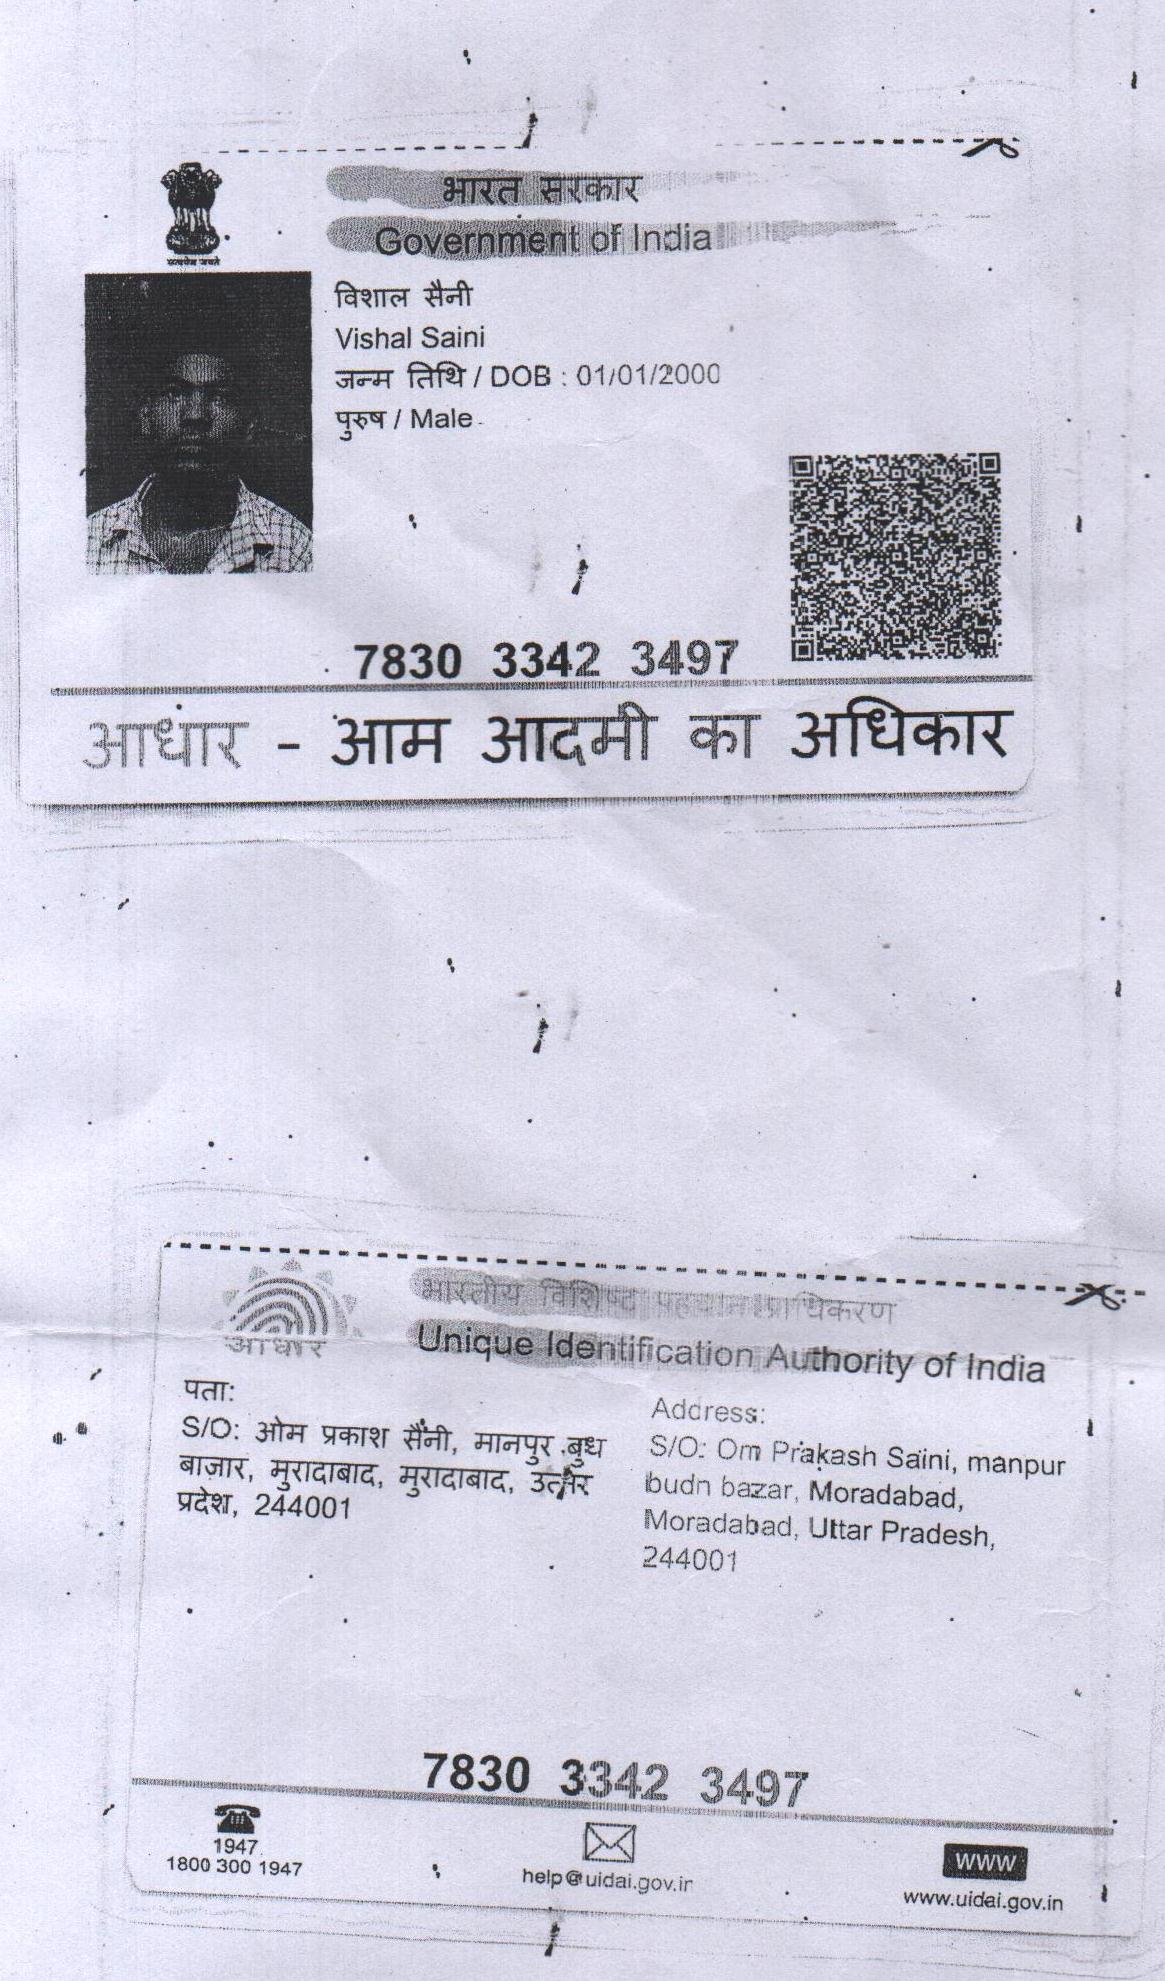 सत्यमेव जयते
भारत सरकार
Government of India
विशाल सैनी
Vishal Saini
जन्म तिथि / DOB : 01/01/2000
पुरुष / Male
7830 3342 3497
आधार - आम आदमी का अधिकार
भारतीय विशिष्ट पहचान प्राधिकरण
आधार
Unique Identification Authority of India
पता:
S/O: ओम प्रकाश सैनी, मानपुर बुध
बाजार, मुरादाबाद, मुरादाबाद, उत्तर
प्रदेश, 244001
Address:
S/O: Om Prakash Saini, manpur
budn bazar, Moradabad,
Moradabad, Uttar Pradesh,
244001
7830 3342 3497
1947
1800 300 1947
help@uidai.gov.in
www
www.uidai.gov.in